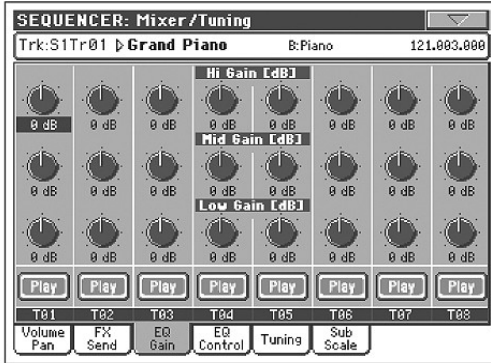 SEQUENCER: Mixer/Tuning
Trk:S1Tr01 Grand Piano B:Piano 121.003.000
Hi Gain [dB]
0 dB 0 dB 0 dB 0 dB 0 dB 0 dB 0 dB 0 dB
Mid Gain [dB]
0 dB 0 dB 0 dB 0 dB 0 dB 0 dB 0 dB 0 dB
Low Gain [dB]
0 dB 0 dB 0 dB 0 dB 0 dB 0 dB 0 dB 0 dB
Play Play Play Play Play Play Play Play
T01 T02 T03 T04 T05 T06 T07 T08
Volume Pan FX Send EQ Gain EQ Control Tuning Sub Scale